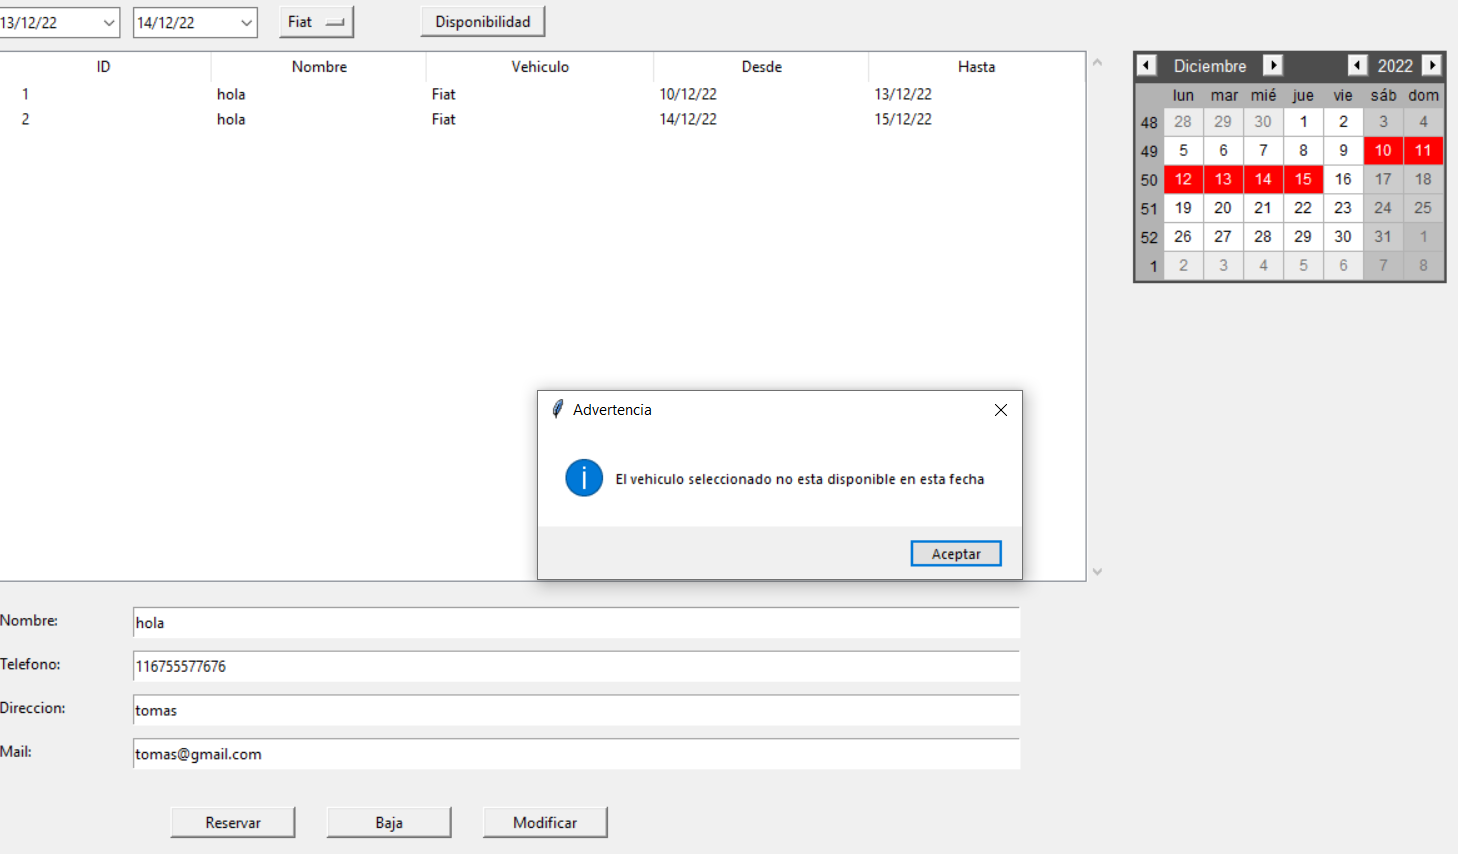 13/12/22 14/12/22 Fiat Disponibilidad
ID Nombre Vehiculo Desde Hasta
1 hola Fiat 10/12/22 13/12/22
2 hola Fiat 14/12/22 15/12/22
Diciembre 2022
lun mar mié jue vie sáb dom
48 28 29 30 1 2 3 4
49 5 6 7 8 9 10 11
50 12 13 14 15 16 17 18
51 19 20 21 22 23 24 25
52 26 27 28 29 30 31 1
1 2 3 4 5 6 7 8
Advertencia
El vehiculo seleccionado no esta disponible en esta fecha
Aceptar
Nombre: hola
Telefono: 116755577676
Direccion: tomas
Mail: tomas@gmail.com
Reservar Baja Modificar